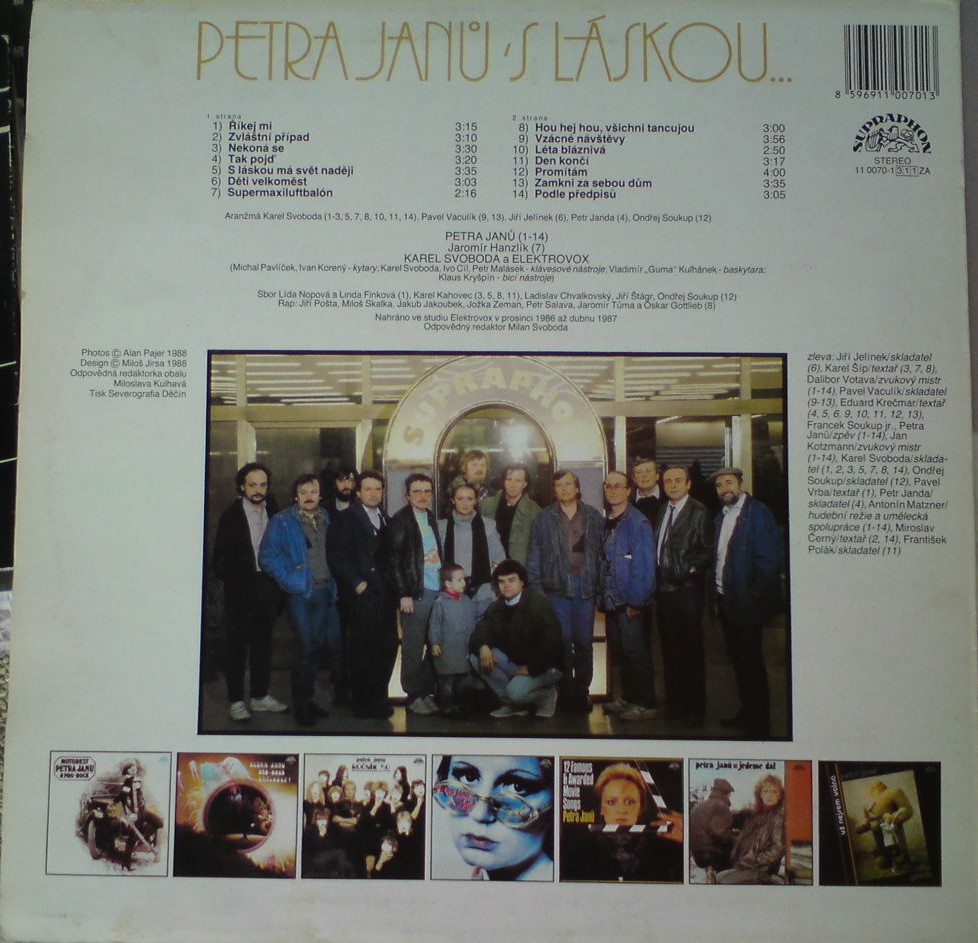 PETRA JANŮ · S LÁSKOU...
8 596911 007013
SUPRAPHON
STEREO
11 0070-1 311 ZA
1. strana
1) Říkej mi 3:15
2) Zvláštní případ 3:10
3) Nekoná se 3:30
4) Tak pojď 3:20
5) S láskou má svět naději 3:35
6) Děti velkoměst 3:03
7) Supermaxiluftbalón 2:16
2. strana
8) Hou hej hou, všichni tancujou 3:00
9) Vzácné návštěvy 3:56
10) Léta bláznivá 2:50
11) Den končí 3:17
12) Promítám 4:00
13) Zamkni za sebou dům 3:35
14) Podle předpisů 3:05
Aranžmá Karel Svoboda (1-3, 5, 7, 8, 10, 11, 14), Pavel Vaculík (9, 13). Jiří Jelínek (6), Petr Janda (4), Ondřej Soukup (12)
PETRA JANŮ (1-14)
Jaromír Hanzlík (7)
KAREL SVOBODA a ELEKTROVOX
(Michal Pavlíček, Ivan Korený - kytary; Karel Svoboda, Ivo Cíl, Petr Malásek - klávesové nástroje; Vladimír „Guma" Kulhánek - baskytara;
Klaus Kryšpín - bicí nástroje)
Sbor Lída Nopová a Linda Finková (1), Karel Kahovec (3, 5, 8, 11), Ladislav Chvalkovský, Jiří Štágr, Ondřej Soukup (12)
Rap: Jiří Pošta, Miloš Skalka, Jakub Jakoubek, Jožka Zeman, Petr Salava, Jaromír Tůma a Oskar Gottlieb (8)
Nahráno ve studiu Elektrovox v prosinci 1986 až dubnu 1987
Odpovědný redaktor Milan Svoboda
Photos © Alan Pajer 1988
Design © Miloš Jirsa 1988
Odpovědná redaktorka obalu
Miloslava Kulhavá
Tisk Severografia Děčín
SUPRAPHO
zleva: Jiří Jelínek/skladatel
(6), Karel Šíp/textař (3, 7, 8),
Dalibor Votava/zvukový mistr
(1-14), Pavel Vaculík/skladatel
(9-13), Eduard Krečmar/textař
(4, 5, 6, 9, 10, 11, 12, 13),
Francek Soukup jr., Petra
Janů/zpěv (1-14), Jan
Kotzmann/zvukový mistr
(1-14), Karel Svoboda/sklada-
tel (1, 2, 3, 5, 7, 8, 14), Ondřej
Soukup/skladatel (12), Pavel
Vrba/textař (1), Petr Janda/
skladatel (4), Antonín Matzner/
hudební režie a umělecká
spolupráce (1-14), Miroslav
Černý/textař (2, 14), František
Polák/skladatel (11)
MOTOREST
PETRA JANŮ
A PRO-ROCK
petra janů
ROČNÍK 50
12 Famous
& Awarded
Movie
Songs
Petra Janů
petra janů jedeme dál
petra janů
už nejsem volná